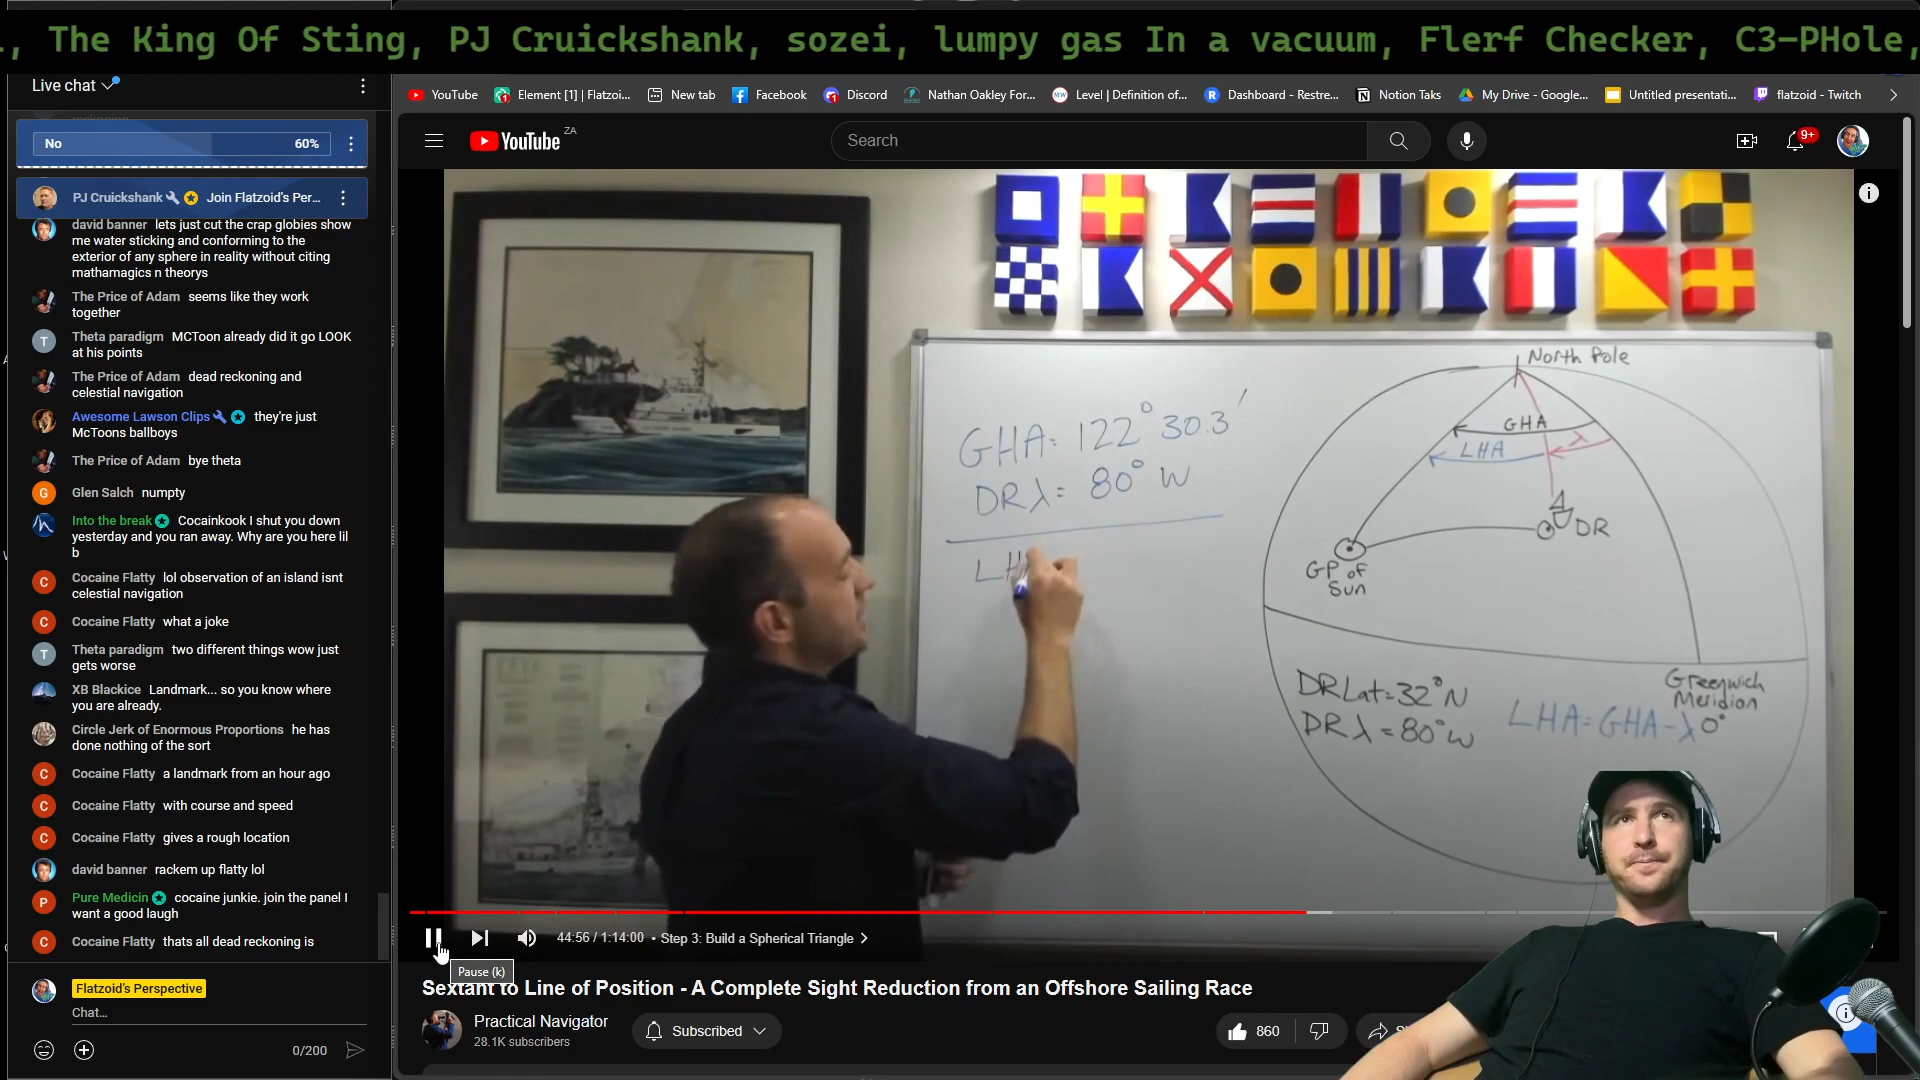 , The King Of Sting, PJ Cruickshank, sozei, lumpy gas In a vacuum, Flerf Checker, C3-PHole,
Live chat
No 60%
PJ Cruickshank Join Flatzoid's Per...
david banner lets just cut the crap globies show
me water sticking and conforming to the
exterior of any sphere in reality without citing
mathamagics n theorys
The Price of Adam seems like they work
together
Theta paradigm MCToon already did it go LOOK
at his points
The Price of Adam dead reckoning and
celestial navigation
Awesome Lawson Clips they're just
McToons ballboys
The Price of Adam bye theta
Glen Salch numpty
Into the break Cocainkook I shut you down
yesterday and you ran away. Why are you here lil
b
Cocaine Flatty lol observation of an island isnt
celestial navigation
Cocaine Flatty what a joke
Theta paradigm two different things wow just
gets worse
XB Blackice Landmark... so you know where
you are already.
Circle Jerk of Enormous Proportions he has
done nothing of the sort
Cocaine Flatty a landmark from an hour ago
Cocaine Flatty with course and speed
Cocaine Flatty gives a rough location
david banner rackem up flatty lol
Pure Medicin cocaine junkie. join the panel I
want a good laugh
Cocaine Flatty thats all dead reckoning is
Flatzoid's Perspective
Chat...
0/200
YouTube Element [1] | Flatzoi... New tab Facebook Discord Nathan Oakley For... Level | Definition of... Dashboard - Restre... Notion Taks My Drive - Google... Untitled presentati... flatzoid - Twitch
YouTube ZA
Search
9+
GHA= 122° 30.3'
DRλ= 80° W
LH
North Pole
GHA
LHA
λ
DR
GP of
Sun
Greenwich
Meridian
0°
DR Lat=32°N
DRλ=80°W
LHA=GHA-λ
44:56 / 1:14:00 • Step 3: Build a Spherical Triangle
Pause (k)
Sextant to Line of Position - A Complete Sight Reduction from an Offshore Sailing Race
Practical Navigator
28.1K subscribers
Subscribed
860